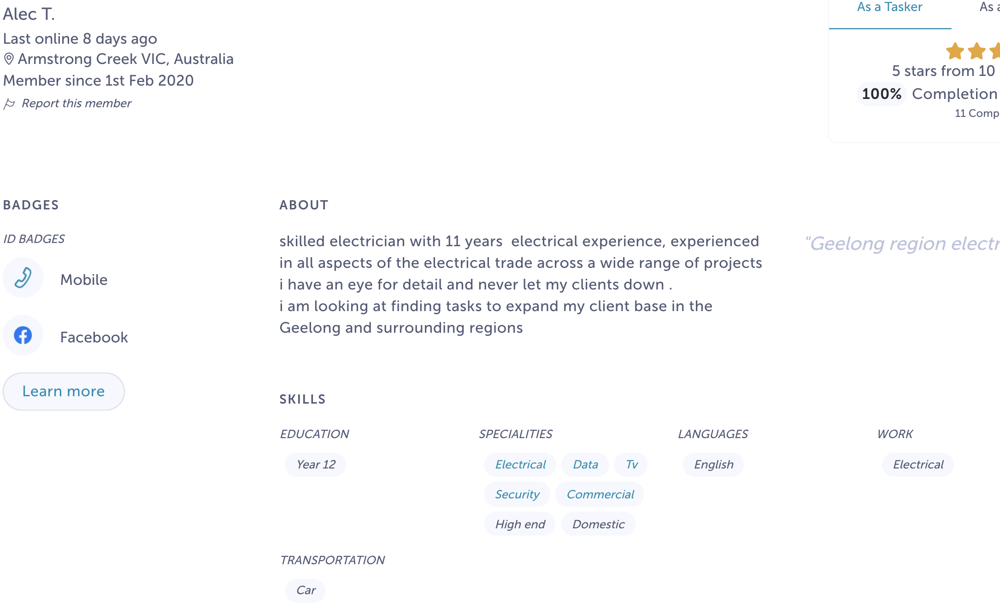 Alec T.
Last online 8 days ago
Armstrong Creek VIC, Australia
Member since 1st Feb 2020
Report this member
As a Tasker
As a
5 stars from 10
100% Completion
11 Comp
BADGES
ID BADGES
Mobile
Facebook
Learn more
ABOUT
skilled electrician with 11 years  electrical experience, experienced
in all aspects of the electrical trade across a wide range of projects
i have an eye for detail and never let my clients down .
i am looking at finding tasks to expand my client base in the
Geelong and surrounding regions
"Geelong region electr
SKILLS
EDUCATION
Year 12
SPECIALITIES
Electrical Data Tv
Security Commercial
High end Domestic
LANGUAGES
English
WORK
Electrical
TRANSPORTATION
Car